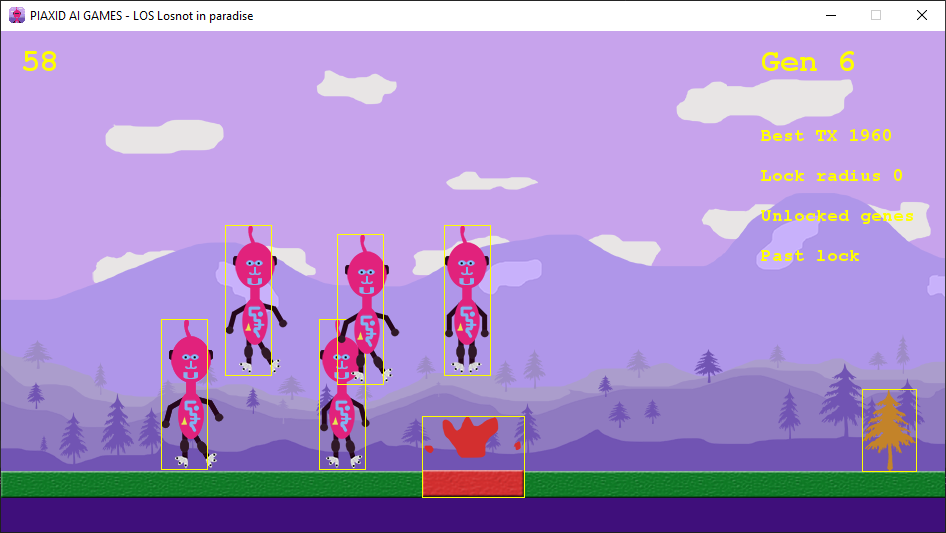 PIAXID AI GAMES - LOS Losnot in paradise
58
Gen 6
Best TX 1960
Lock radius 0
Unlocked genes
Past lock